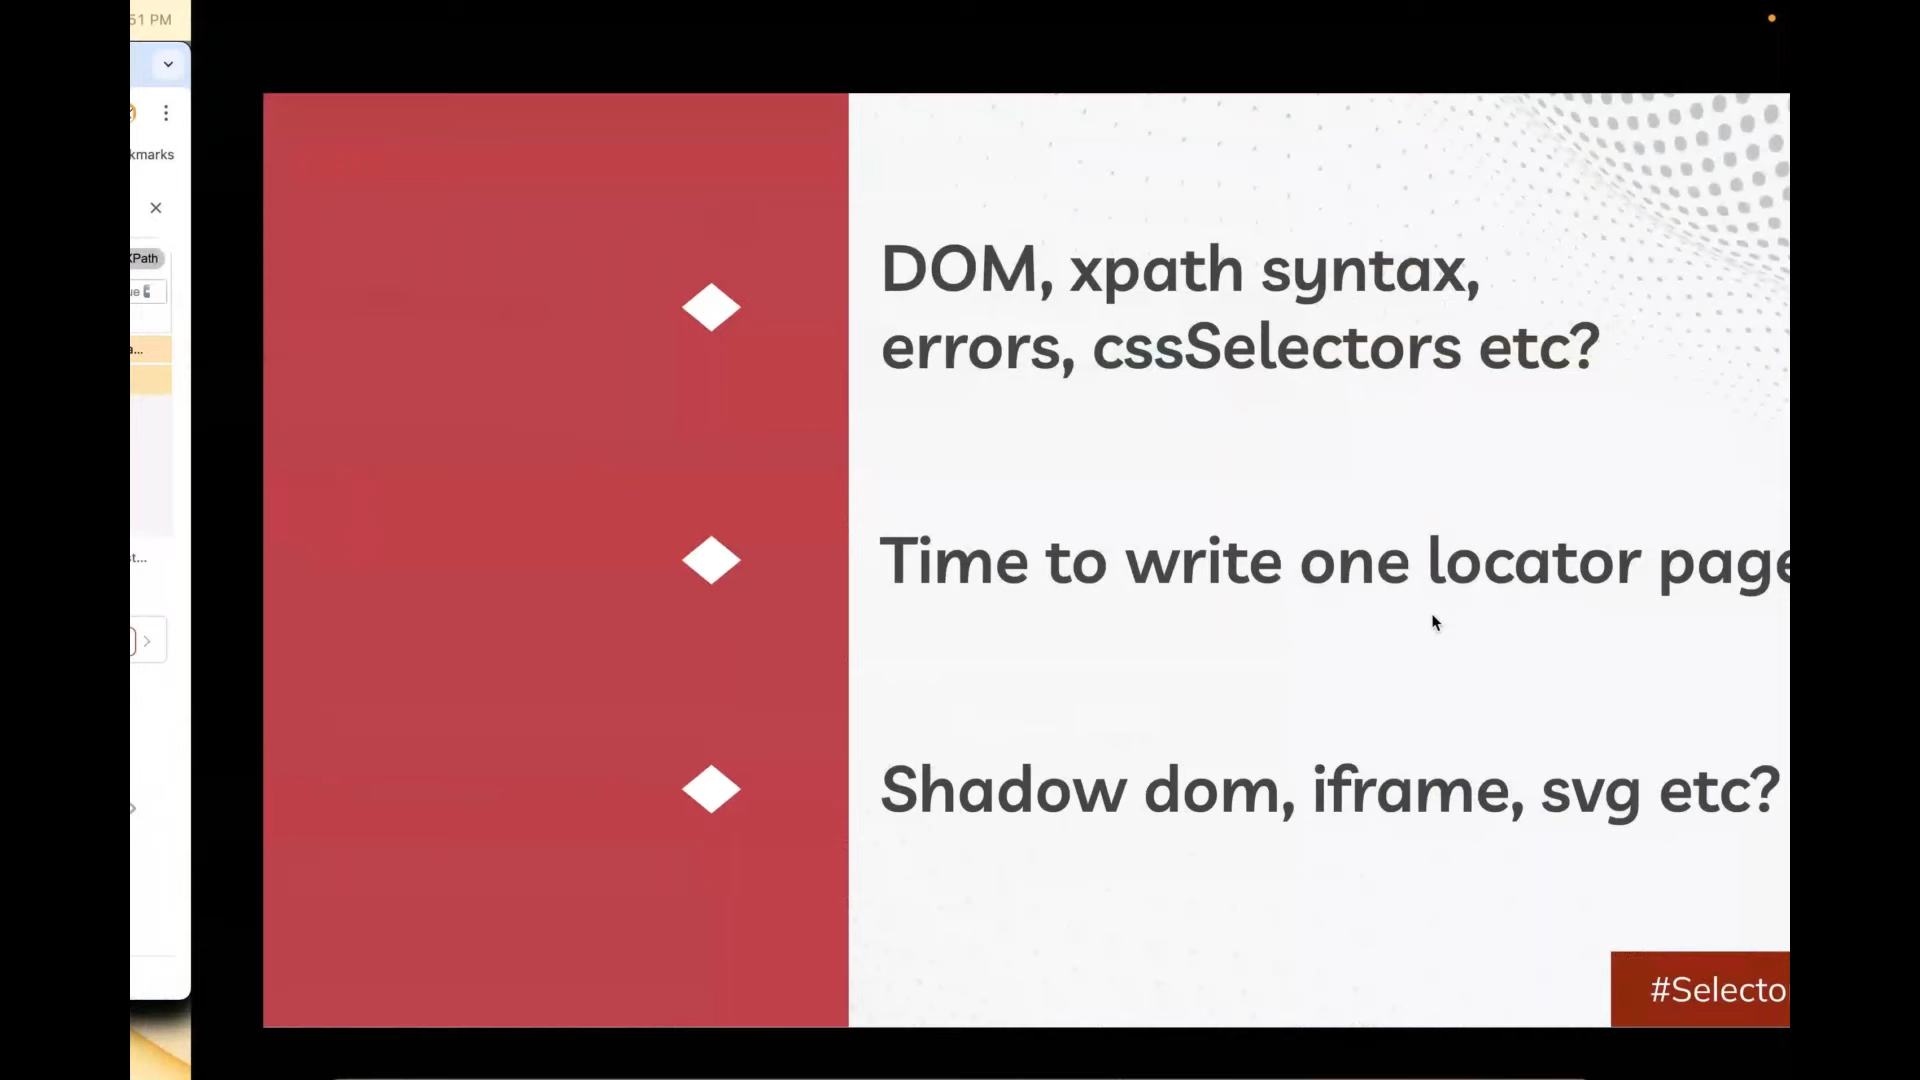 51 PM
kmarks
XPath
ue
a...
t...
DOM, xpath syntax,
errors, cssSelectors etc?
Time to write one locator page
Shadow dom, iframe, svg etc?
#Selecto